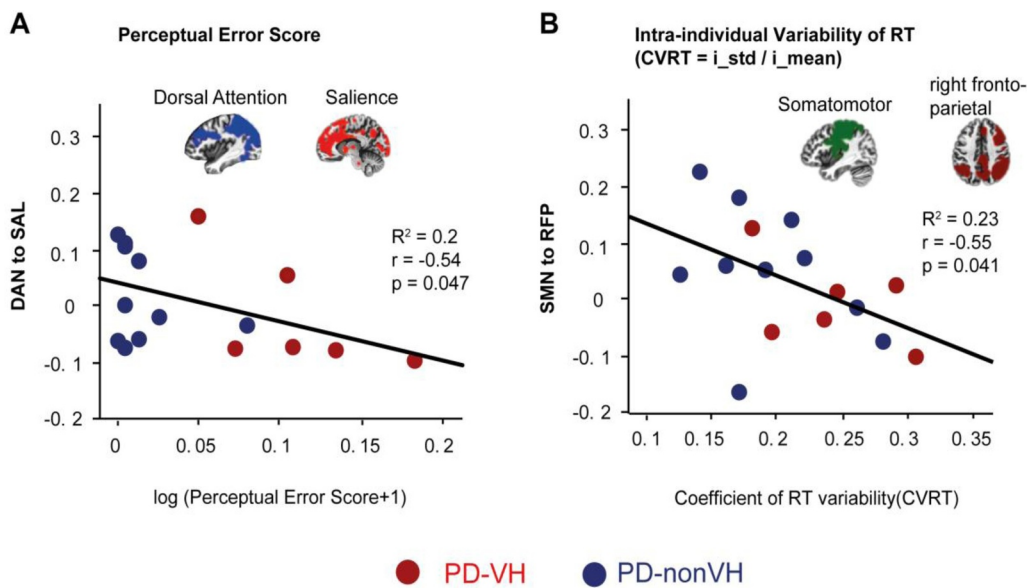 A
Perceptual Error Score
Dorsal Attention
Salience
0.3
0.2
0.1
0
-0.1
-0. 2
DAN to SAL
R² = 0.2
r = -0.54
p = 0.047
0
0.05
0.1
0.15
0.2
log (Perceptual Error Score+1)
B
Intra-individual Variability of RT
(CVRT = i_std / i_mean)
Somatomotor
right fronto-
parietal
0.3
0.2
0.1
0
-0.1
-0. 2
SMN to RFP
R² = 0.23
r = -0.55
p = 0.041
0. 1
0.15
0.2
0.25
0.3
0.35
Coefficient of RT variability(CVRT)
PD-VH
PD-nonVH